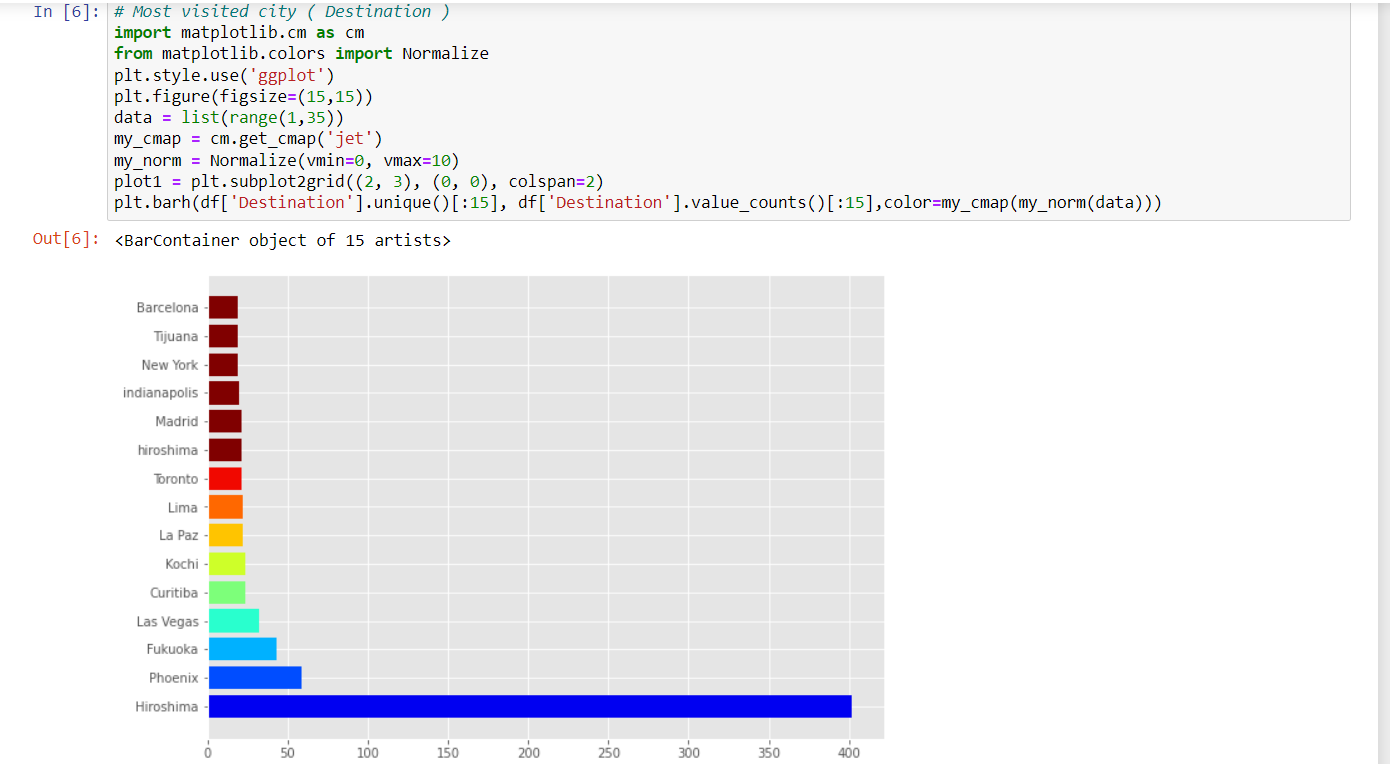 In [6]: # Most visited city ( Destination )
import matplotlib.cm as cm
from matplotlib.colors import Normalize
plt.style.use('ggplot')
plt.figure(figsize=(15,15))
data = list(range(1,35))
my_cmap = cm.get_cmap('jet')
my_norm = Normalize(vmin=0, vmax=10)
plot1 = plt.subplot2grid((2, 3), (0, 0), colspan=2)
plt.barh(df['Destination'].unique()[:15], df['Destination'].value_counts()[:15],color=my_cmap(my_norm(data)))
Out[6]: <BarContainer object of 15 artists>
Barcelona
Tijuana
New York
indianapolis
Madrid
hiroshima
Toronto
Lima
La Paz
Kochi
Curitiba
Las Vegas
Fukuoka
Phoenix
Hiroshima
0 50 100 150 200 250 300 350 400